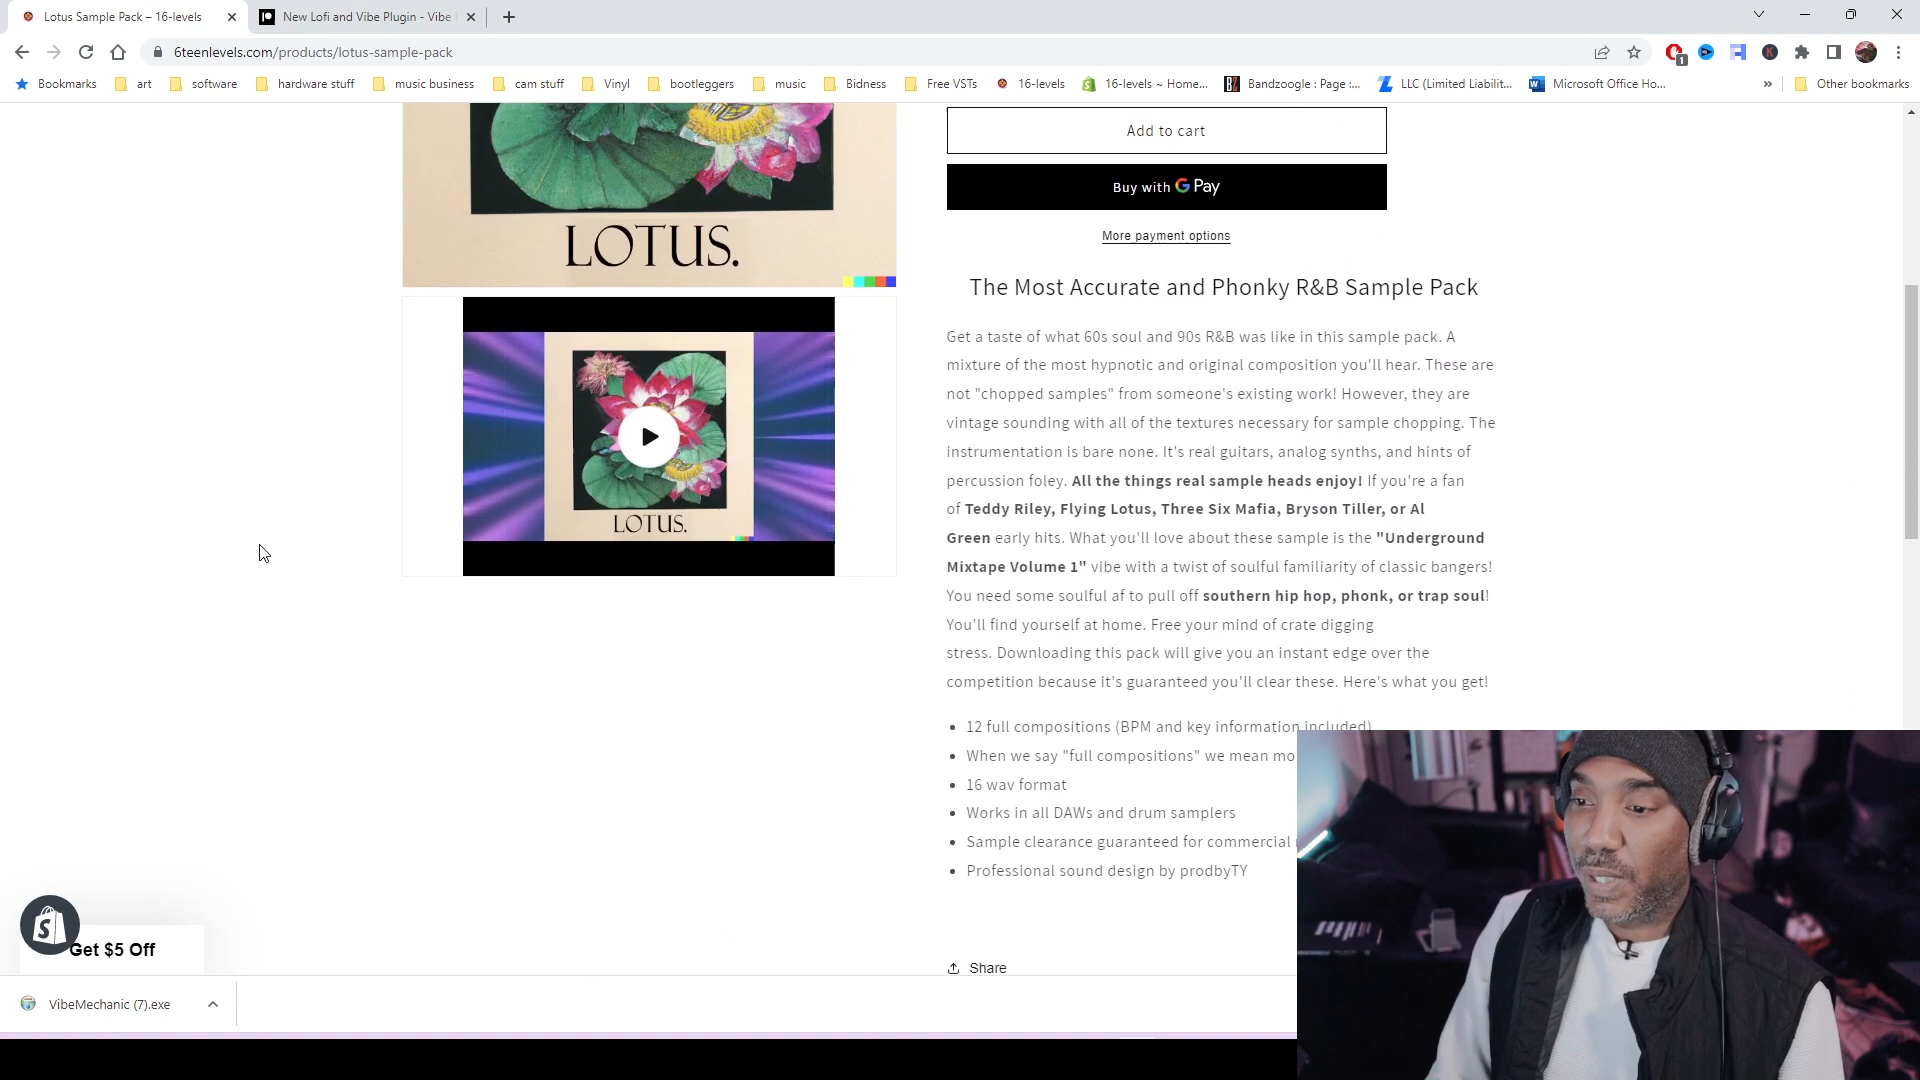 Lotus Sample Pack – 16-levels
New Lofi and Vibe Plugin - Vibe
6teenlevels.com/products/lotus-sample-pack
1
K
Bookmarks
art
software
hardware stuff
music business
cam stuff
Vinyl
bootleggers
music
Bidness
Free VSTs
16-levels
16-levels ~ Home...
Bandzoogle : Page :...
LLC (Limited Liabilit...
Microsoft Office Ho...
»
Other bookmarks
LOTUS.
LOTUS.
Add to cart
Buy with G Pay
More payment options
The Most Accurate and Phonky R&B Sample Pack
Get a taste of what 60s soul and 90s R&B was like in this sample pack. A
mixture of the most hypnotic and original composition you'll hear. These are
not "chopped samples" from someone's existing work! However, they are
vintage sounding with all of the textures necessary for sample chopping. The
instrumentation is bare none. It's real guitars, analog synths, and hints of
percussion foley. All the things real sample heads enjoy! If you're a fan
of Teddy Riley, Flying Lotus, Three Six Mafia, Bryson Tiller, or Al
Green early hits. What you'll love about these sample is the "Underground
Mixtape Volume 1" vibe with a twist of soulful familiarity of classic bangers!
You need some soulful af to pull off southern hip hop, phonk, or trap soul!
You'll find yourself at home. Free your mind of crate digging
stress. Downloading this pack will give you an instant edge over the
competition because it's guaranteed you'll clear these. Here's what you get!
• 12 full compositions (BPM and key information included)
• When we say "full compositions" we mean mo
• 16 wav format
• Works in all DAWs and drum samplers
• Sample clearance guaranteed for commercial
• Professional sound design by prodbyTY
Share
Get $5 Off
VibeMechanic (7).exe